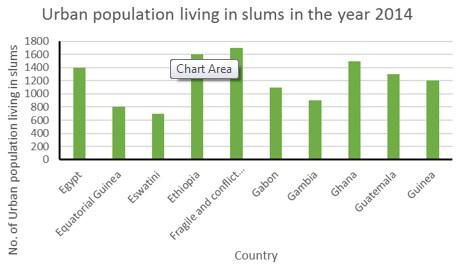 Urban population living in slums in the year 2014
No. of Urban population living in slums
1800
1600
1400
1200
1000
800
600
400
200
0
Chart Area
Egypt
Equatorial Guinea
Eswatini
Ethiopia
Fragile and conflict...
Gabon
Gambia
Ghana
Guatemala
Guinea
Country